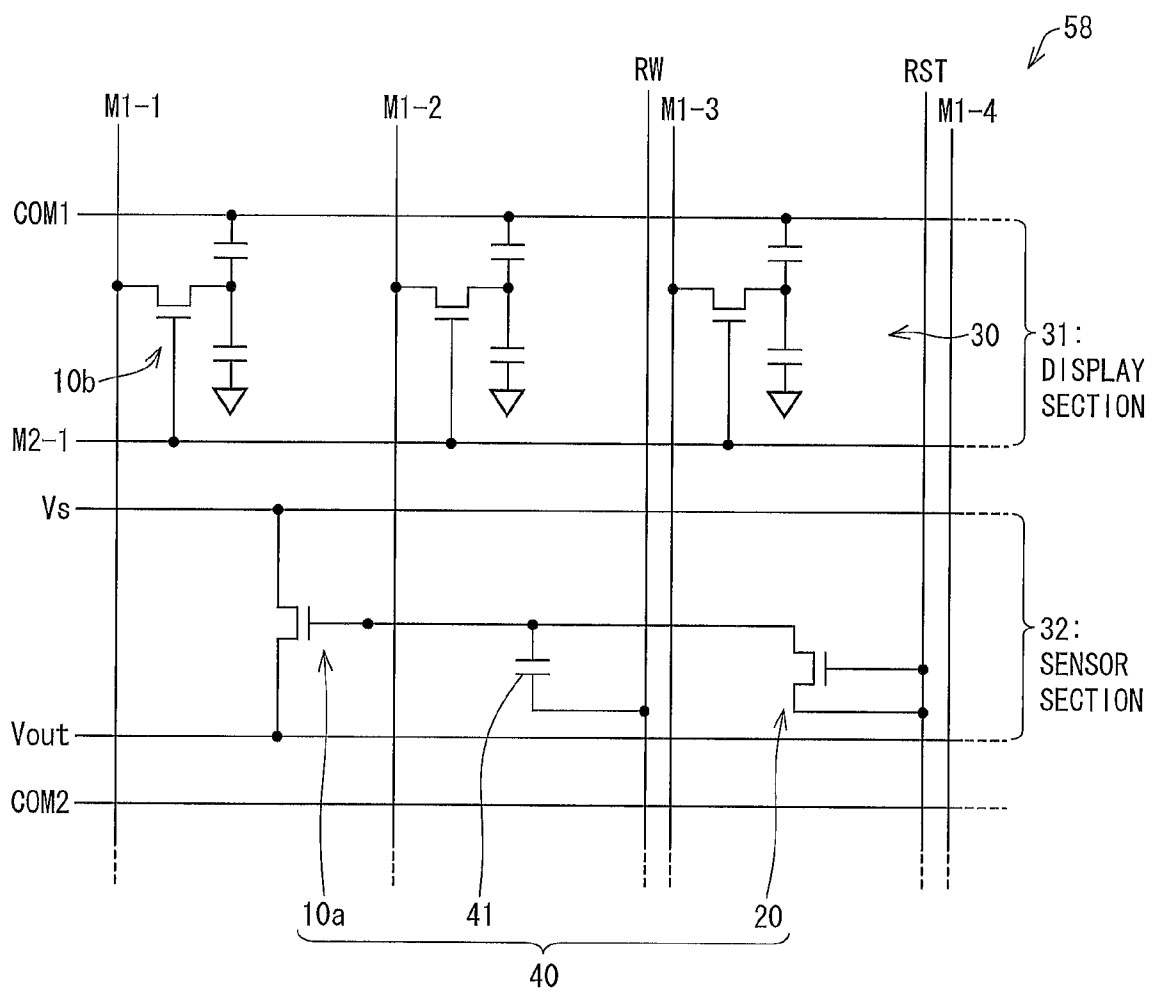 58
RW
RST
M1-1
M1-2
M1-3
M1-4
COM1
10b
30
31:
DISPLAY
SECTION
M2-1
Vs
32:
SENSOR
SECTION
Vout
COM2
10a
41
20
40